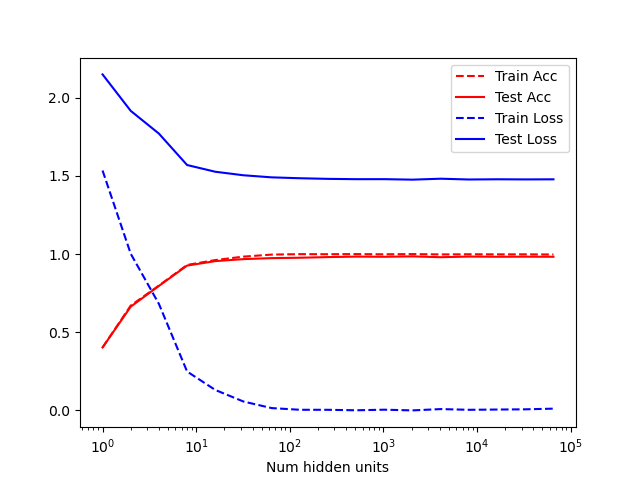 Train Acc
Test Acc
Train Loss
Test Loss
2.0
1.5
1.0
0.5
0.0
10⁰ 10¹ 10² 10³ 10⁴ 10⁵
Num hidden units